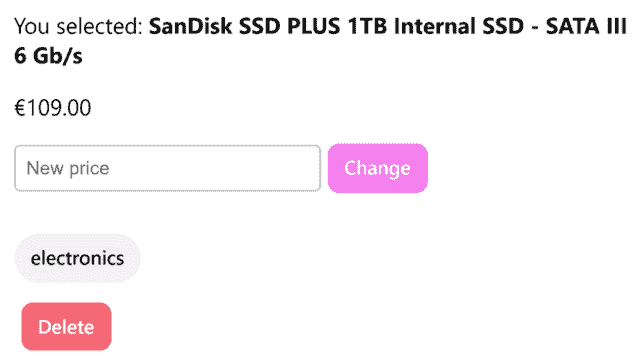 You selected: SanDisk SSD PLUS 1TB Internal SSD - SATA III
6 Gb/s
€109.00
New price Change
electronics
Delete